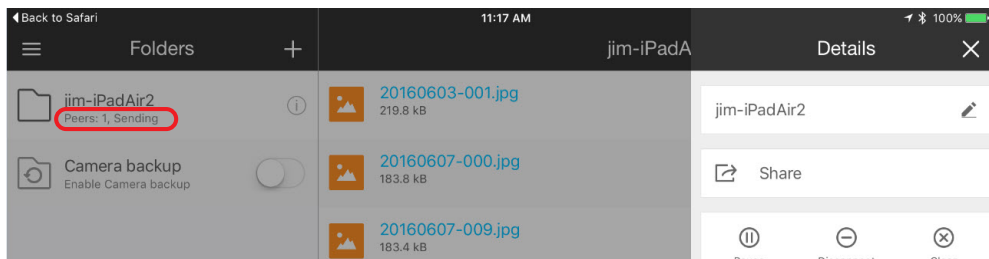 Back to Safari
11:17 AM
100%
Folders
jim-iPadA
Details
jim-iPadAir2
Peers: 1, Sending
Camera backup
Enable Camera backup
20160603-001.jpg
219.8 kB
20160607-000.jpg
183.8 kB
20160607-009.jpg
183.4 kB
jim-iPadAir2
Share